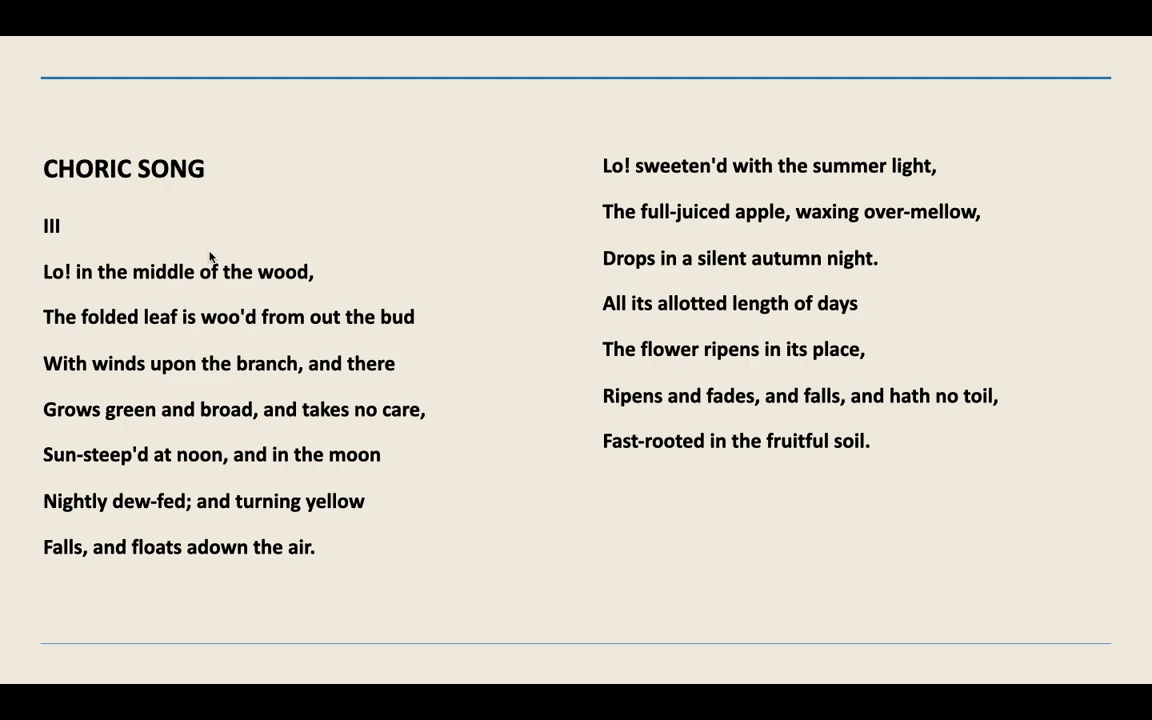 CHORIC SONG
III
Lo! in the middle of the wood,
The folded leaf is woo'd from out the bud
With winds upon the branch, and there
Grows green and broad, and takes no care,
Sun-steep'd at noon, and in the moon
Nightly dew-fed; and turning yellow
Falls, and floats adown the air.
Lo! sweeten'd with the summer light,
The full-juiced apple, waxing over-mellow,
Drops in a silent autumn night.
All its allotted length of days
The flower ripens in its place,
Ripens and fades, and falls, and hath no toil,
Fast-rooted in the fruitful soil.